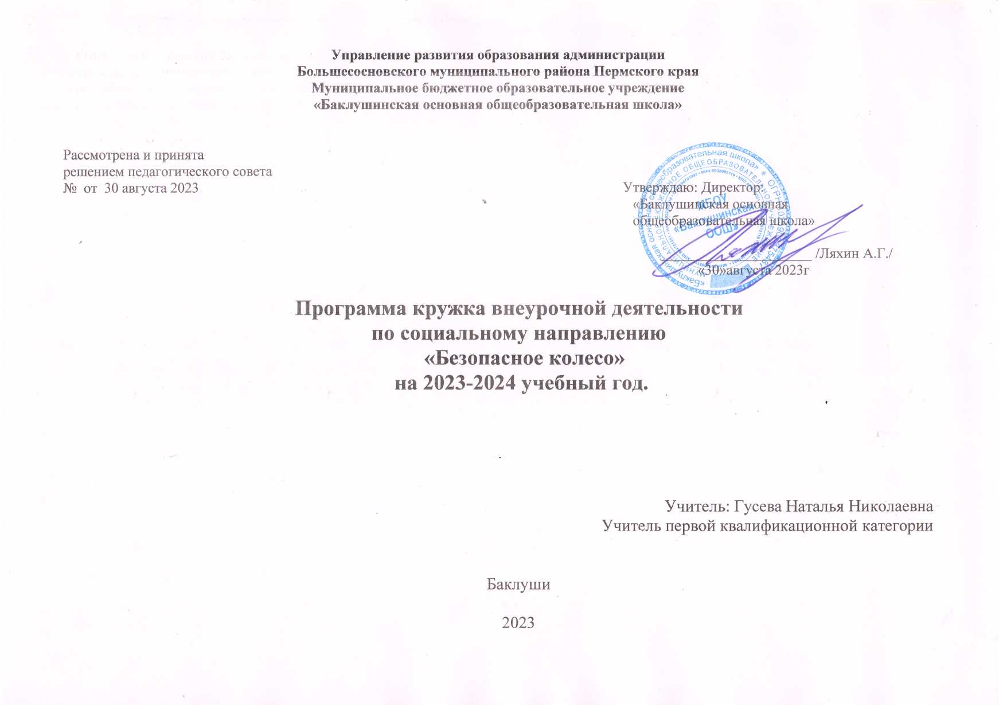 Управление развития образования администрации
Большесосновского муниципального района Пермского края
Муниципальное бюджетное образовательное учреждение
«Баклушинская основная общеобразовательная школа»
Рассмотрена и принята
решением педагогического совета
№ от 30 августа 2023
Утверждаю: Директор:
«Баклушинская основная
общеобразовательная школа»
/Ляхин А.Г./
«30»августа 2023г
МБОУ
«Баклушинская
ООШ»
Программа кружка внеурочной деятельности
по социальному направлению
«Безопасное колесо»
на 2023-2024 учебный год.
Учитель: Гусева Наталья Николаевна
Учитель первой квалификационной категории
Баклуши
2023